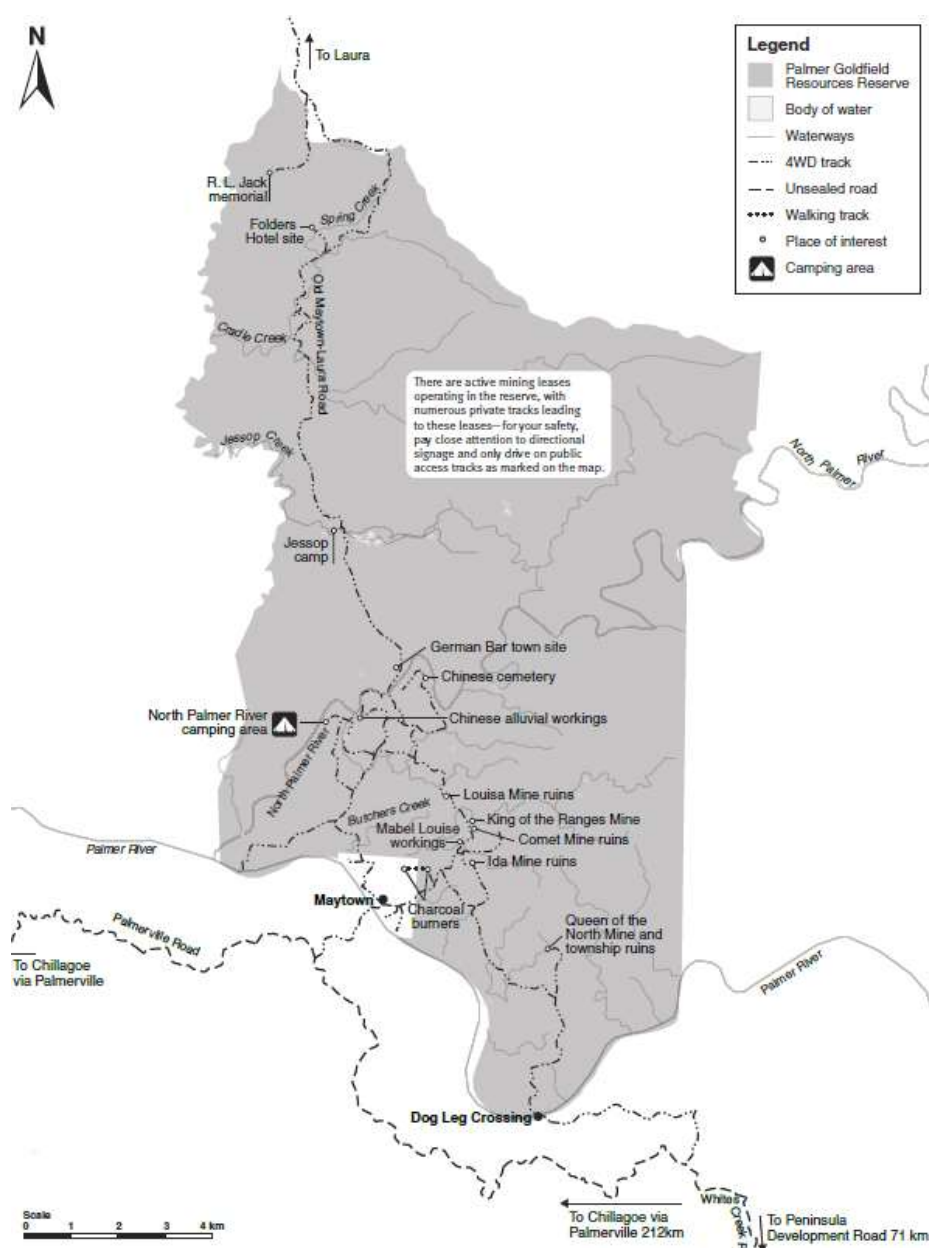 N
To Laura
Legend
Palmer Goldfield
Resources Reserve
Body of water
Waterways
4WD track
Unsealed road
Walking track
Place of interest
Camping area
R. L. Jack
memorial
Spring Creek
Folders
Hotel site
Old Maytown-Laura Road
Cradle Creek
There are active mining leases
operating in the reserve, with
numerous private tracks leading
to these leases—for your safety,
pay close attention to directional
signage and only drive on public
access tracks as marked on the map.
Jessop Creek
North Palmer River
Jessop
camp
German Bar town site
Chinese cemetery
North Palmer River
camping area
Chinese alluvial workings
North Palmer River
Louisa Mine ruins
Butchers Creek
King of the Ranges Mine
Mabel Louise
workings
Comet Mine ruins
Palmer River
Ida Mine ruins
Maytown
Charcoal
burners
Palmerville Road
Queen of the
North Mine and
township ruins
To Chillagoe
via Palmerville
Palmer River
Dog Leg Crossing
Whites
Creek
To Chillagoe via
Palmerville 212km
To Peninsula
Development Road 71 km
Scale
0 1 2 3 4 km